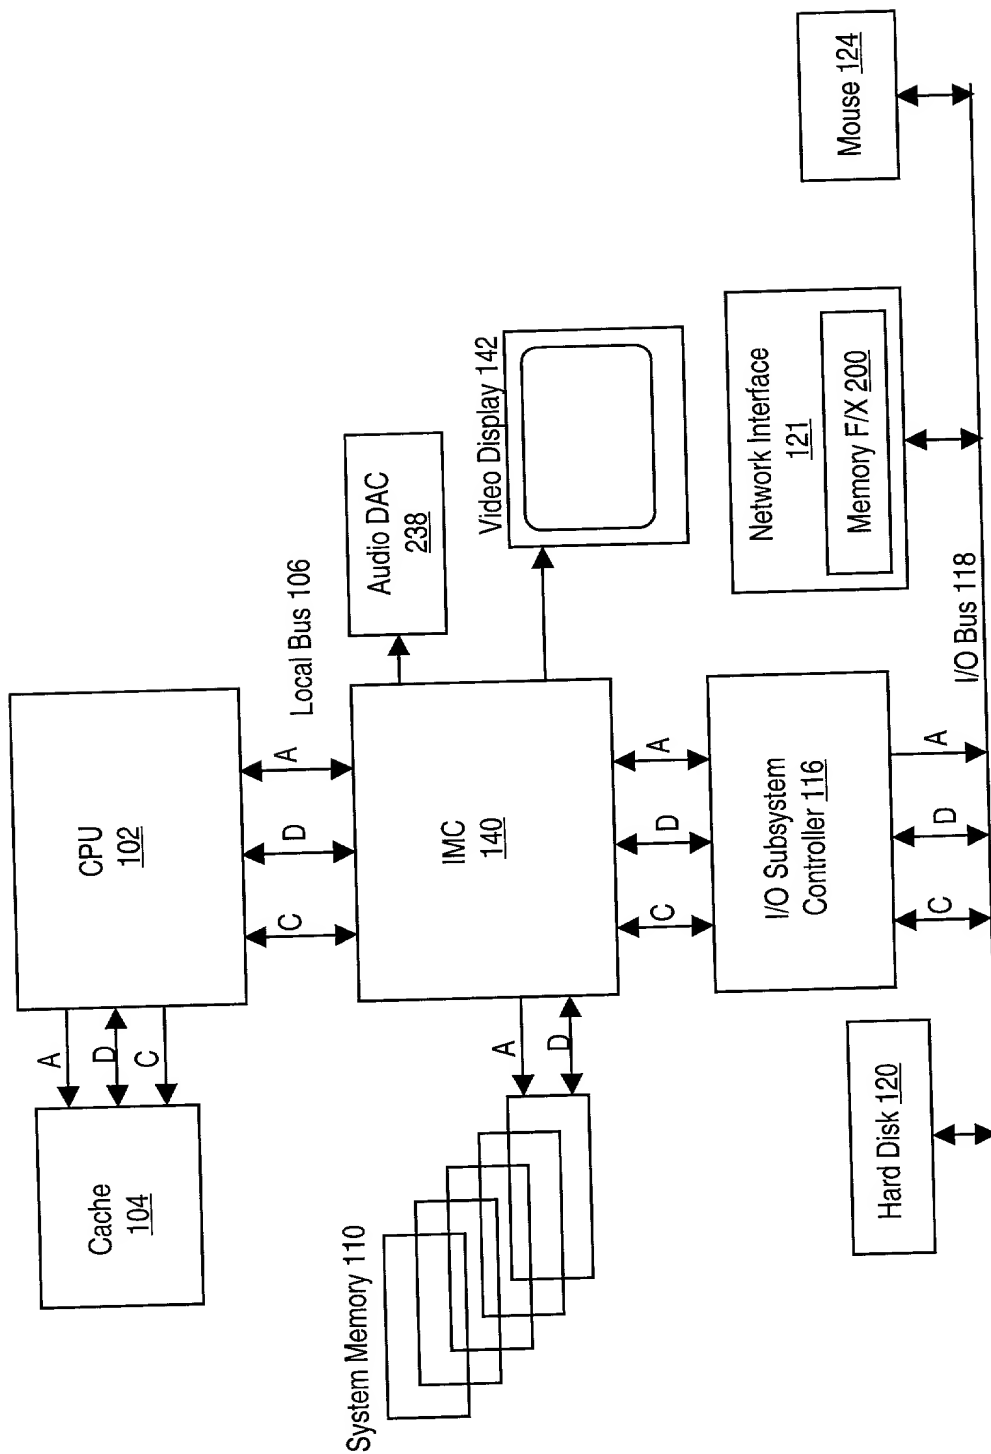 Cache
104
A
D
C
CPU
102
C
D
A
Local Bus 106
System Memory 110
A
D
IMC
140
Audio DAC
238
Video Display 142
C
D
A
Hard Disk 120
I/O Subsystem
Controller 116
C
D
A
I/O Bus 118
Network Interface
121
Memory F/X 200
Mouse 124